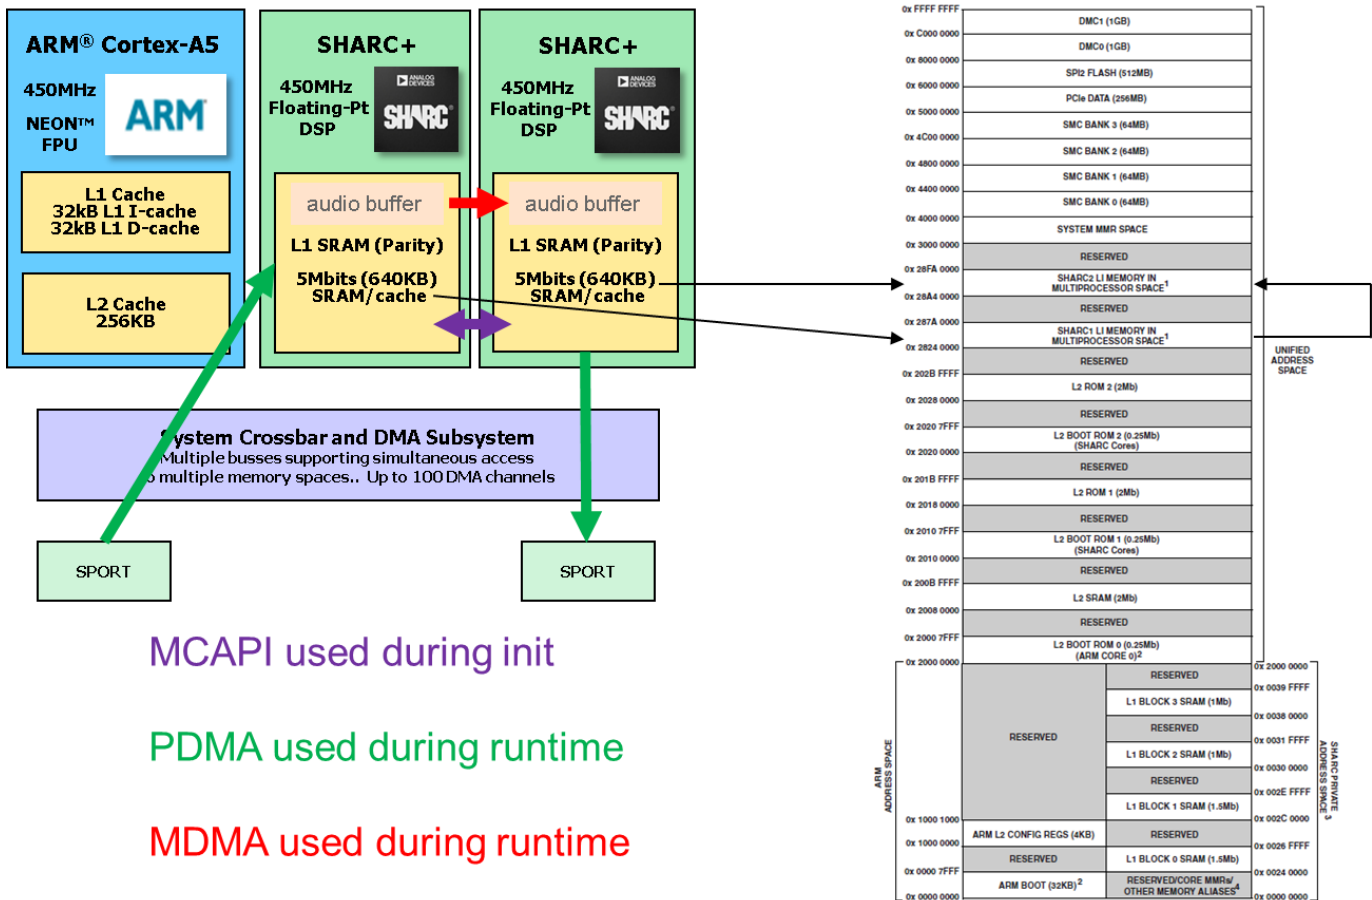 ARM® Cortex-A5
450MHz
NEON™
FPU
ARM®
L1 Cache
32kB L1 I-cache
32kB L1 D-cache
L2 Cache
256KB
SHARC+
450MHz
Floating-Pt
DSP
ANALOG
DEVICES
SHARC®
audio buffer
L1 SRAM (Parity)
5Mbits (640KB)
SRAM/cache
SHARC+
450MHz
Floating-Pt
DSP
ANALOG
DEVICES
SHARC®
audio buffer
L1 SRAM (Parity)
5Mbits (640KB)
SRAM/cache
System Crossbar and DMA Subsystem
Multiple busses supporting simultaneous access
multiple memory spaces.. Up to 100 DMA channels
SPORT
SPORT
MCAPI used during init
PDMA used during runtime
MDMA used during runtime
0x FFFF FFFF
DMC1 (1GB)
0x C000 0000
DMC0 (1GB)
0x 8000 0000
SPI2 FLASH (512MB)
0x 6000 0000
PCIe DATA (256MB)
0x 5000 0000
SMC BANK 3 (64MB)
0x 4C00 0000
SMC BANK 2 (64MB)
0x 4800 0000
SMC BANK 1 (64MB)
0x 4400 0000
SMC BANK 0 (64MB)
0x 4000 0000
SYSTEM MMR SPACE
0x 3000 0000
RESERVED
0x 28FA 0000
SHARC2 LI MEMORY IN
MULTIPROCESSOR SPACE1
0x 28A4 0000
RESERVED
0x 287A 0000
SHARC1 LI MEMORY IN
MULTIPROCESSOR SPACE1
0x 2824 0000
RESERVED
0x 202B FFFF
L2 ROM 2 (2Mb)
0x 2028 0000
RESERVED
0x 2020 7FFF
L2 BOOT ROM 2 (0.25Mb)
(SHARC Cores)
0x 2020 0000
RESERVED
0x 201B FFFF
L2 ROM 1 (2Mb)
0x 2018 0000
RESERVED
0x 2010 7FFF
L2 BOOT ROM 1 (0.25Mb)
(SHARC Cores)
0x 2010 0000
RESERVED
0x 200B FFFF
L2 SRAM (2Mb)
0x 2008 0000
RESERVED
0x 2000 7FFF
L2 BOOT ROM 0 (0.25Mb)
(ARM CORE 0)2
0x 2000 0000
UNIFIED
ADDRESS
SPACE
ARM
ADDRESS SPACE
RESERVED
0x 1000 1000
ARM L2 CONFIG REGS (4KB)
0x 1000 0000
RESERVED
0x 0000 7FFF
ARM BOOT (32KB)2
0x 0000 0000
0x 2000 0000
RESERVED
0x 0039 FFFF
L1 BLOCK 3 SRAM (1Mb)
0x 0038 0000
RESERVED
0x 0031 FFFF
L1 BLOCK 2 SRAM (1Mb)
0x 0030 0000
RESERVED
0x 002E FFFF
L1 BLOCK 1 SRAM (1.5Mb)
0x 002C 0000
RESERVED
0x 0026 FFFF
L1 BLOCK 0 SRAM (1.5Mb)
0x 0024 0000
RESERVED/CORE MMRs/
OTHER MEMORY ALIASES4
0x 0000 0000
SHARC PRIVATE
ADDRESS SPACE 3